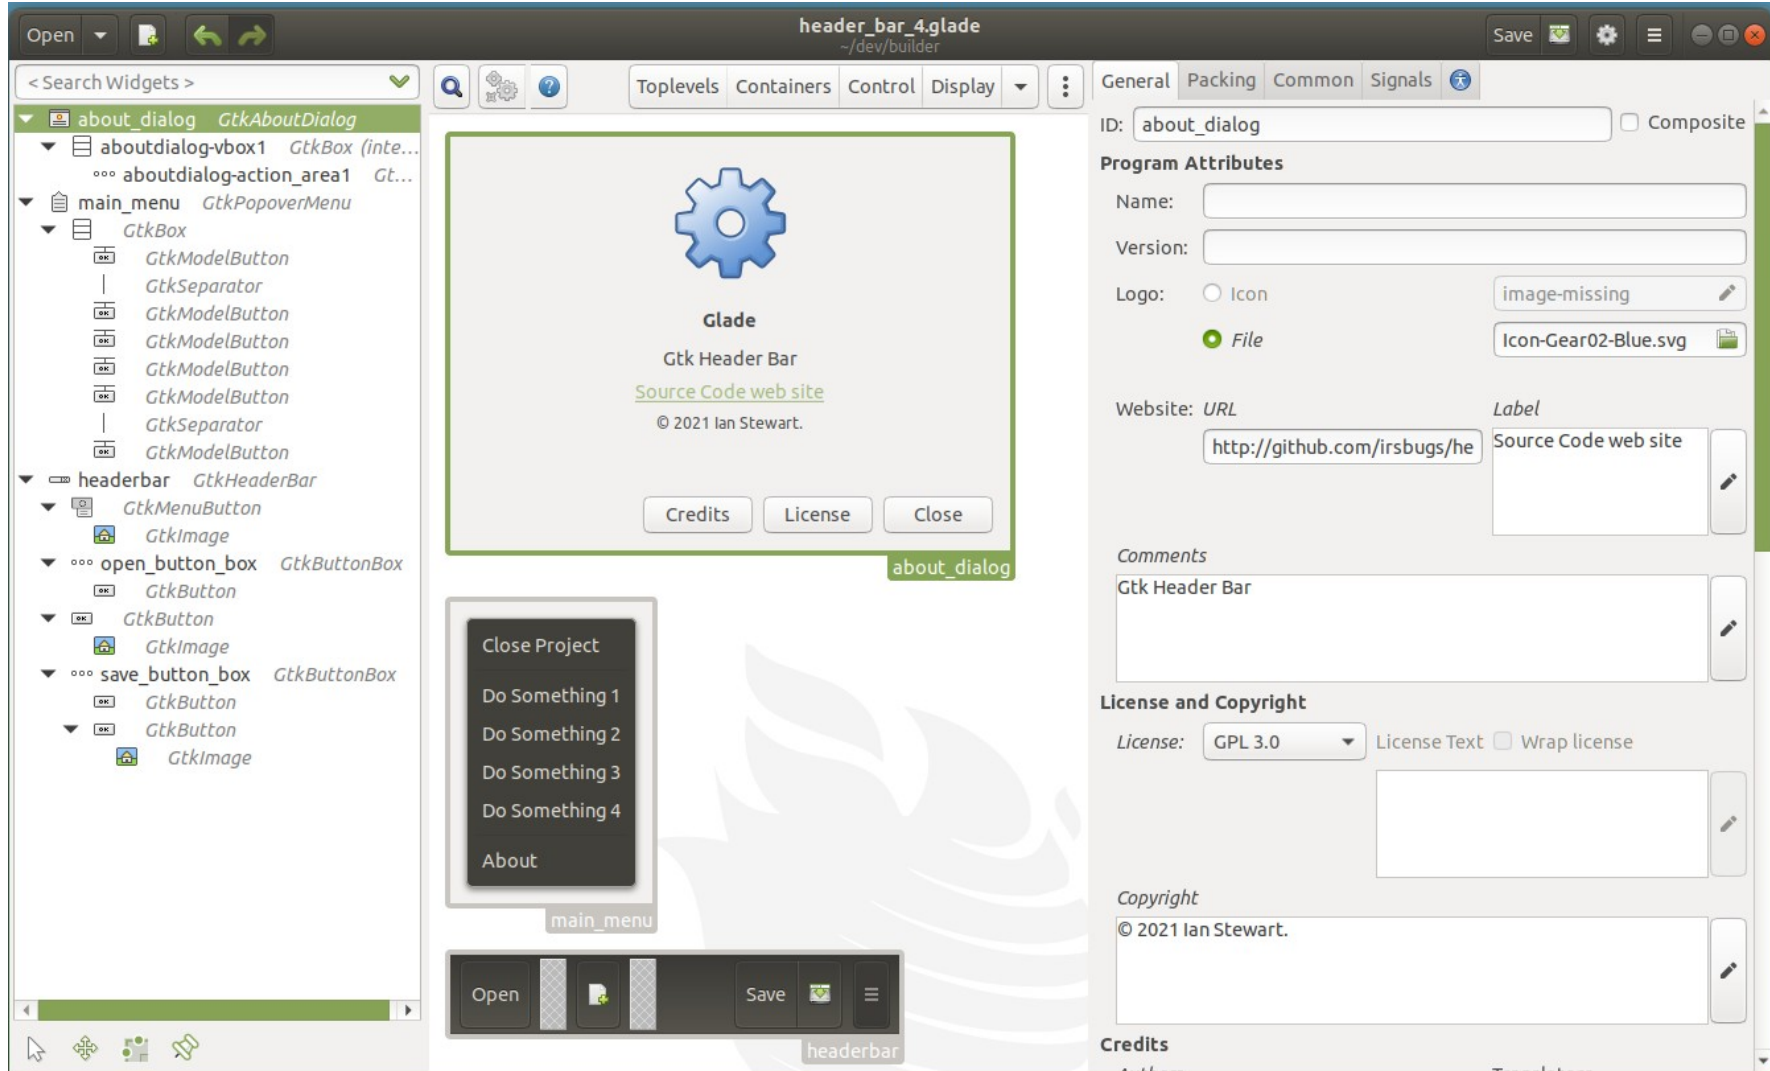 Open
header_bar_4.glade
~/dev/builder
Save
< Search Widgets >
about_dialog GtkAboutDialog
aboutdialog-vbox1 GtkBox (inte...
aboutdialog-action_area1 Gt...
main_menu GtkPopoverMenu
GtkBox
GtkModelButton
GtkSeparator
GtkModelButton
GtkModelButton
GtkModelButton
GtkModelButton
GtkSeparator
GtkModelButton
headerbar GtkHeaderBar
GtkMenuButton
GtkImage
open_button_box GtkButtonBox
GtkButton
GtkButton
GtkImage
save_button_box GtkButtonBox
GtkButton
GtkButton
GtkImage
Toplevels Containers Control Display
Glade
Gtk Header Bar
Source Code web site
© 2021 Ian Stewart.
Credits License Close
about_dialog
Close Project
Do Something 1
Do Something 2
Do Something 3
Do Something 4
About
main_menu
Open Save
headerbar
General Packing Common Signals
ID: about_dialog Composite
Program Attributes
Name:
Version:
Logo: Icon image-missing
File Icon-Gear02-Blue.svg
Website: URL Label
http://github.com/irsbugs/he Source Code web site
Comments
Gtk Header Bar
License and Copyright
License: GPL 3.0 License Text Wrap license
Copyright
© 2021 Ian Stewart.
Credits